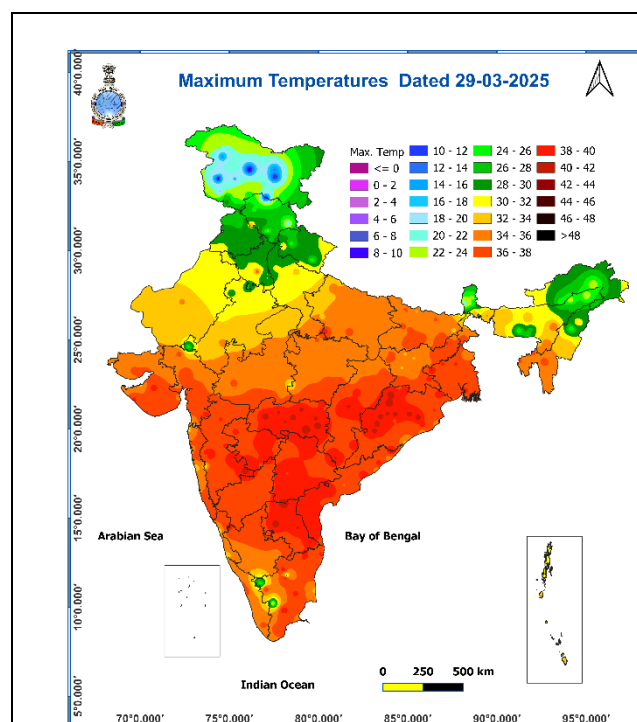 Maximum Temperatures Dated 29-03-2025
Max. Temp
<= 0
0 - 2
2 - 4
4 - 6
6 - 8
8 - 10
10 - 12
12 - 14
14 - 16
16 - 18
18 - 20
20 - 22
22 - 24
24 - 26
26 - 28
28 - 30
30 - 32
32 - 34
34 - 36
36 - 38
38 - 40
40 - 42
42 - 44
44 - 46
46 - 48
>48
40°0.000'
35°0.000'
30°0.000'
25°0.000'
20°0.000'
15°0.000'
10°0.000'
5°0.000'
Arabian Sea
Bay of Bengal
Indian Ocean
0 250 500 km
70°0.000' 75°0.000' 80°0.000' 85°0.000' 90°0.000' 95°0.000'